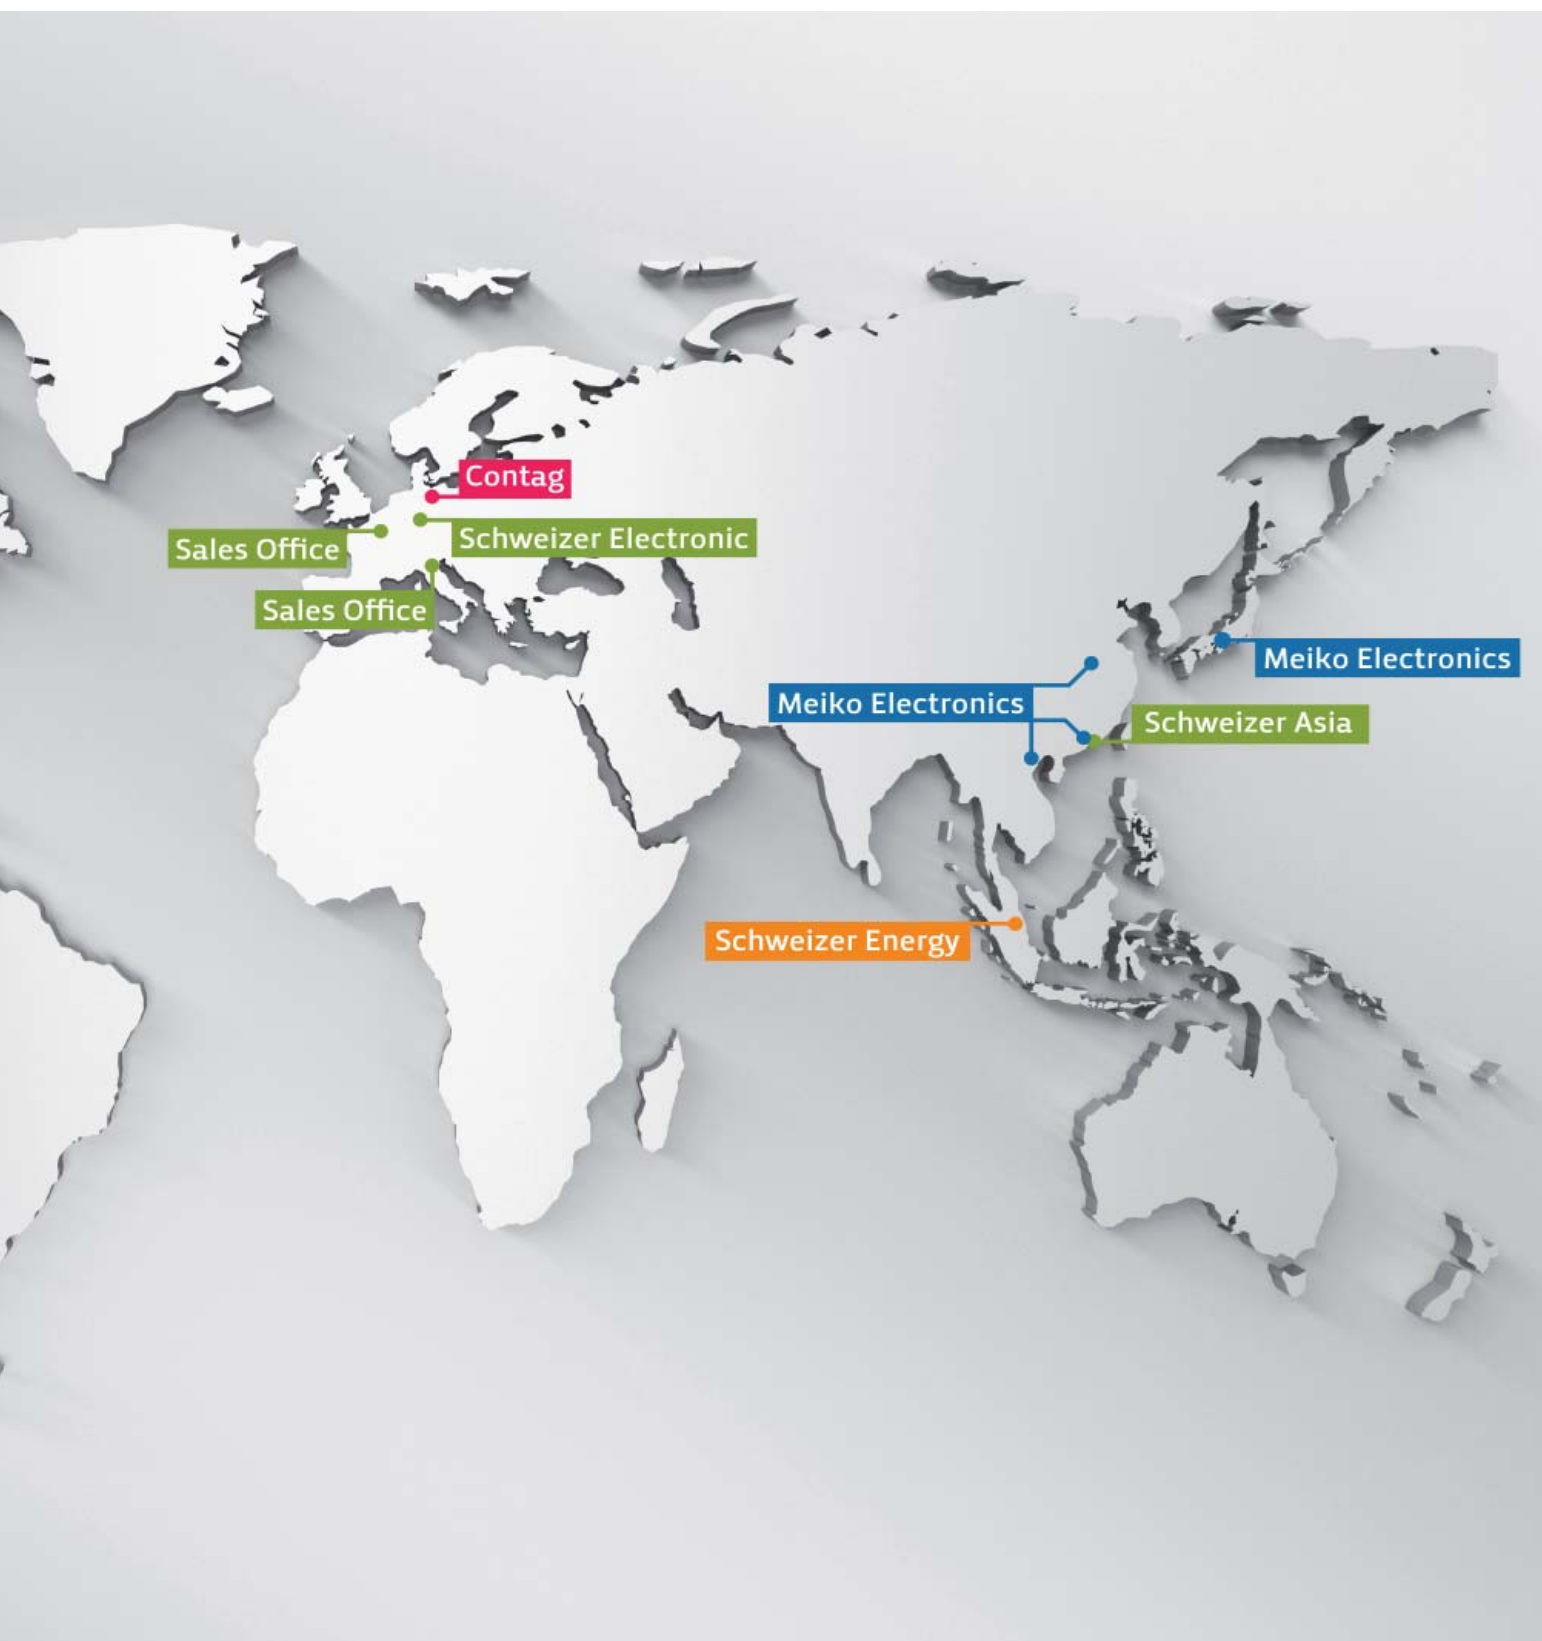 Contag
Schweizer Electronic
Sales Office
Sales Office
Meiko Electronics
Meiko Electronics
Schweizer Asia
Schweizer Energy